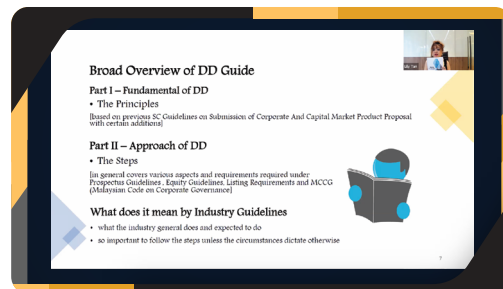 Broad Overview of DD Guide
Part I – Fundamental of DD
• The Principles
[based on previous SC Guidelines on Submission of Corporate And Capital Market Product Proposal
with certain additions]
Part II – Approach of DD
• The Steps
[in general covers various aspects and requirements required under
Prospectus Guidelines , Equity Guidelines, Listing Requirements and MCCG
(Malaysian Code on Corporate Governance]
What does it mean by Industry Guidelines
• what the industry general does and expected to do
• so important to follow the steps unless the circumstances dictate otherwise